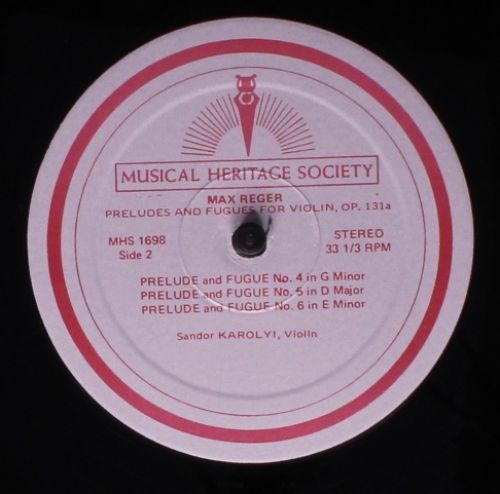 MUSICAL HERITAGE SOCIETY
MAX REGER
PRELUDES AND FUGUES FOR VIOLIN, OP. 131a
MHS 1698
Side 2
STEREO
33 1/3 RPM
PRELUDE and FUGUE No. 4 in G Minor
PRELUDE and FUGUE No. 5 in D Major
PRELUDE and FUGUE No. 6 in E Minor
Sandor KAROLYI, Violin